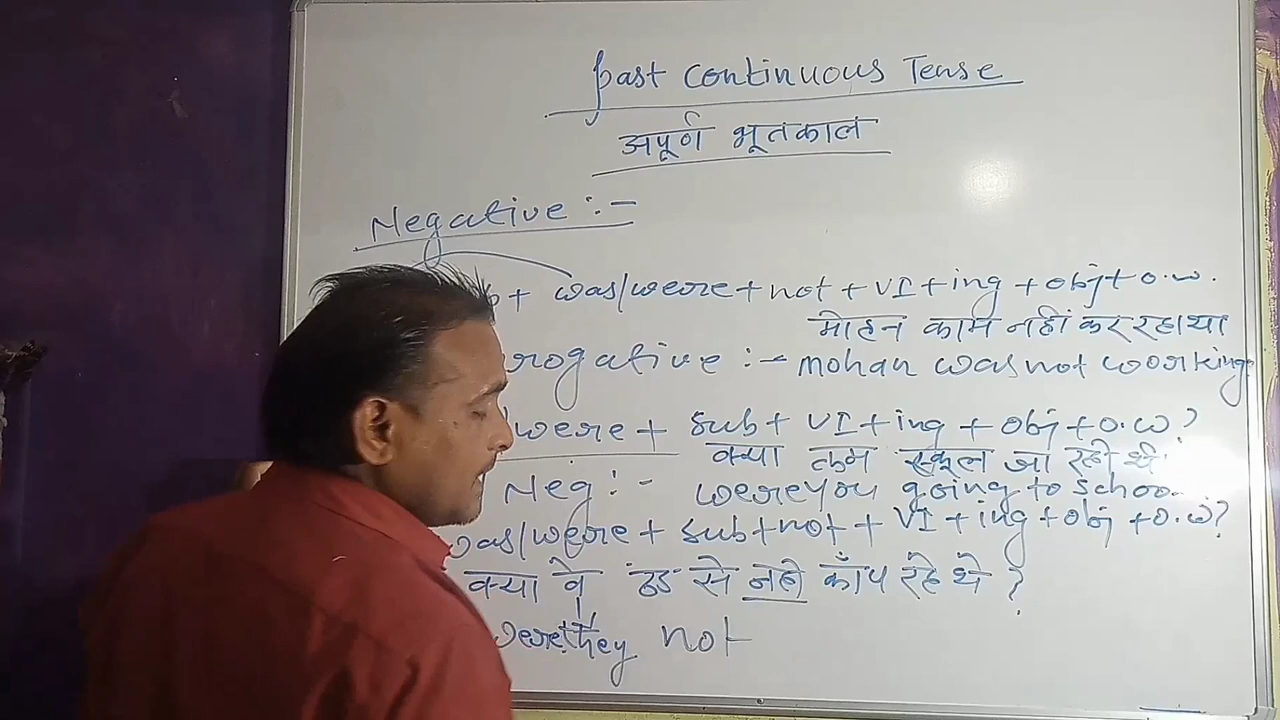 past continuous Tense
अपूर्ण भूतकाल
Negative :-
b+ was/were + not + VI + ing + obj + o.w.
मोहन काम नहीं कर रहा था
rogative :- mohan was not working
/were + sub + VI + ing + obj + o.w?
क्या तुम स्कूल जा रहे थे
Neg :- were you going to schoo
was/were + sub + not + VI + ing + obj + o.w?
क्या वे ठंड से नही काँप रहे थे ?
were they not